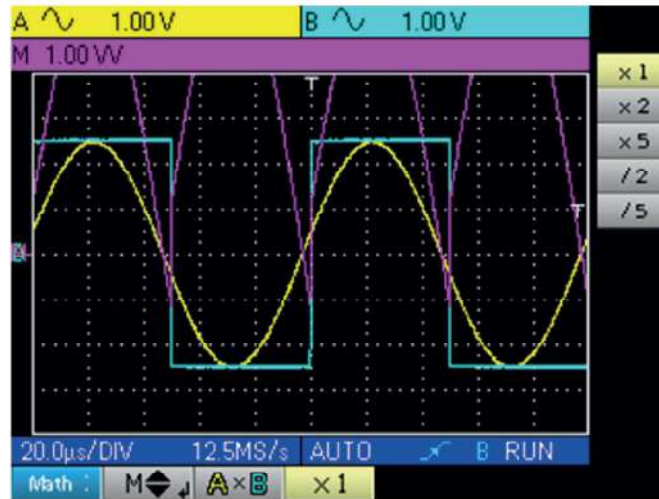 A 1.00V B 1.00V
M 1.00VV
×1
×2
×5
/2
/5
T
T
20.0µs/DIV 12.5MS/s AUTO B RUN
Math : M A×B ×1